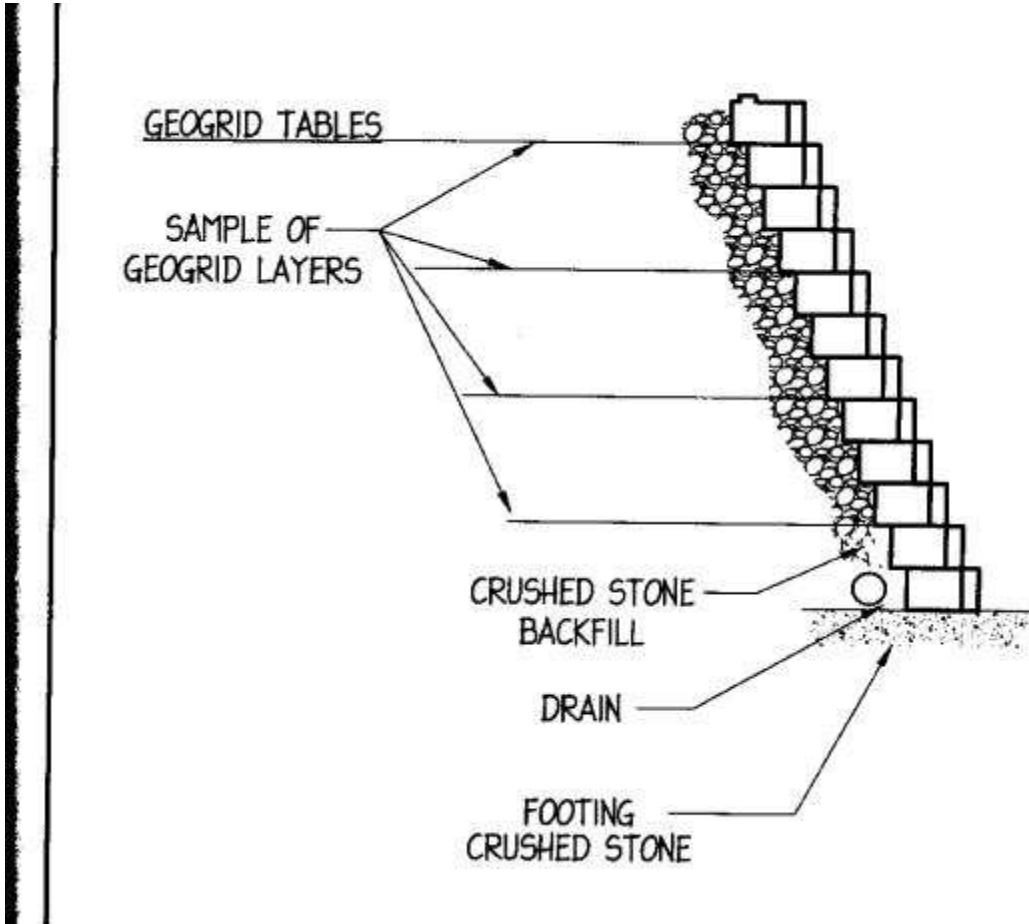 GEOGRID TABLES
SAMPLE OF
GEOGRID LAYERS
CRUSHED STONE
BACKFILL
DRAIN
FOOTING
CRUSHED STONE